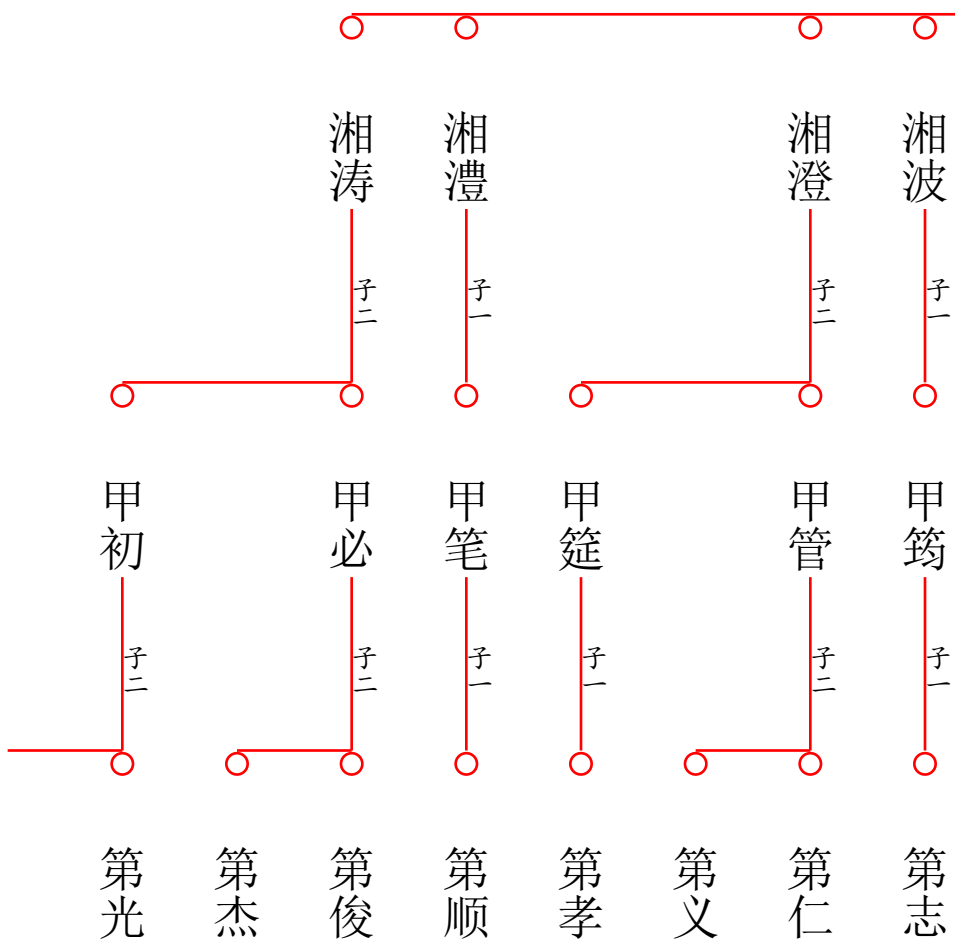 湘波
湘澄
湘澧
湘涛
子一
子二
子一
子二
甲筠
甲管
甲筵
甲笔
甲必
甲初
子一
子二
子一
子一
子二
子二
第志
第仁
第义
第孝
第顺
第俊
第杰
第光